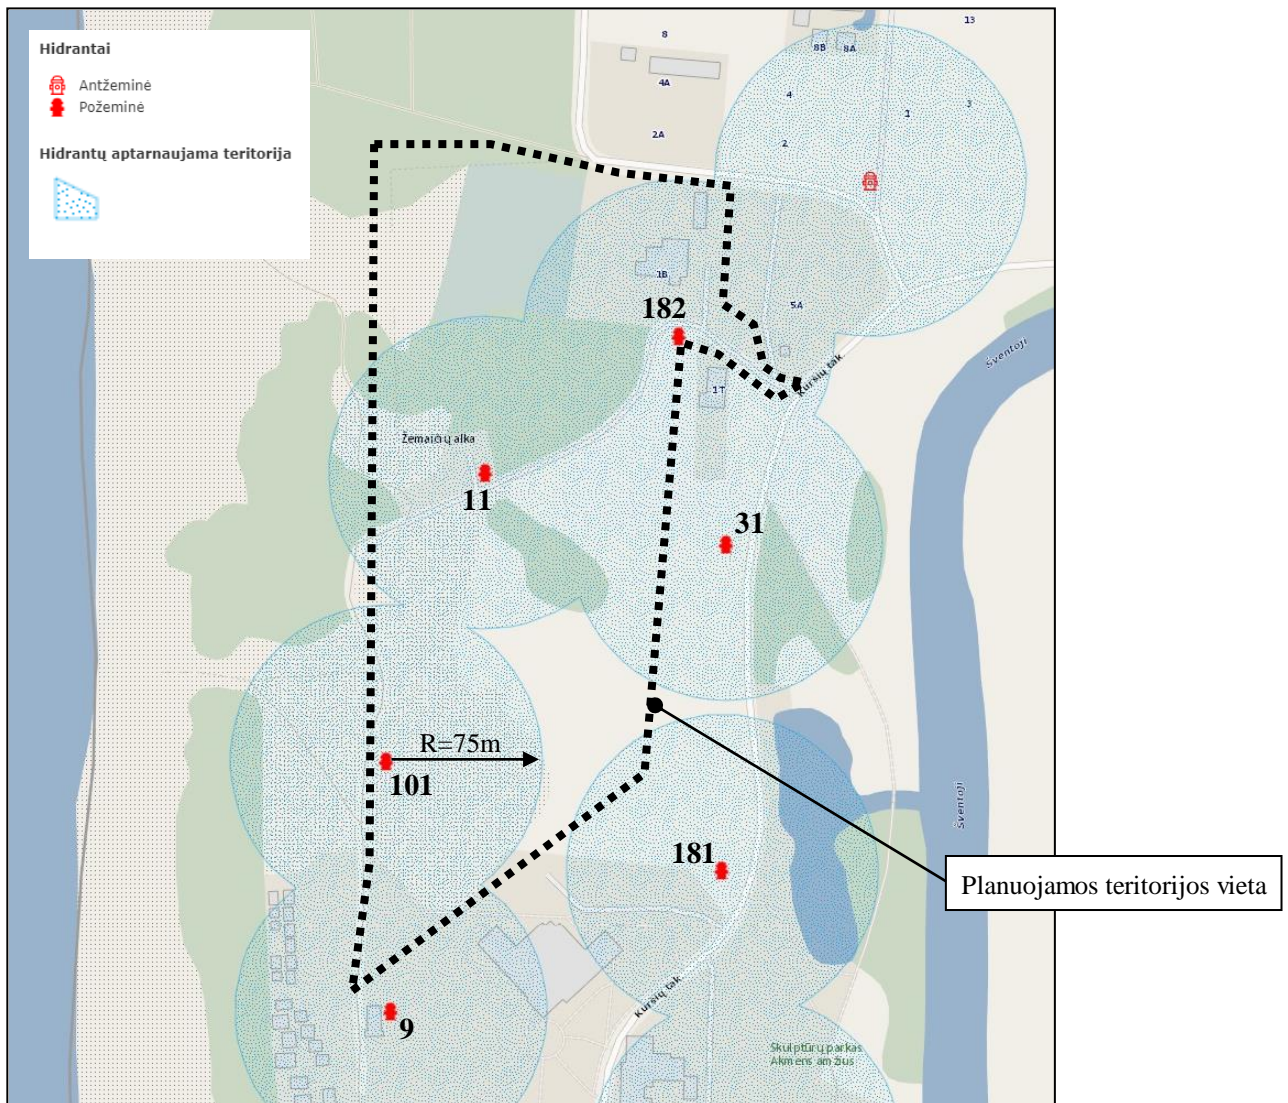 Hidrantai
Antžeminė
Požeminė
Hidrantų aptarnaujama teritorija
13
8
8B
8A
4A
4
3
1
2A
2
1B
5A
182
Šventoji
1T
Kuršių tak.
Žemaičių alka
11
31
R=75m
101
Šventoji
181
Planuojamos teritorijos vieta
Kuršių tak.
9
Skulptūrų parkas
Akmens amžius